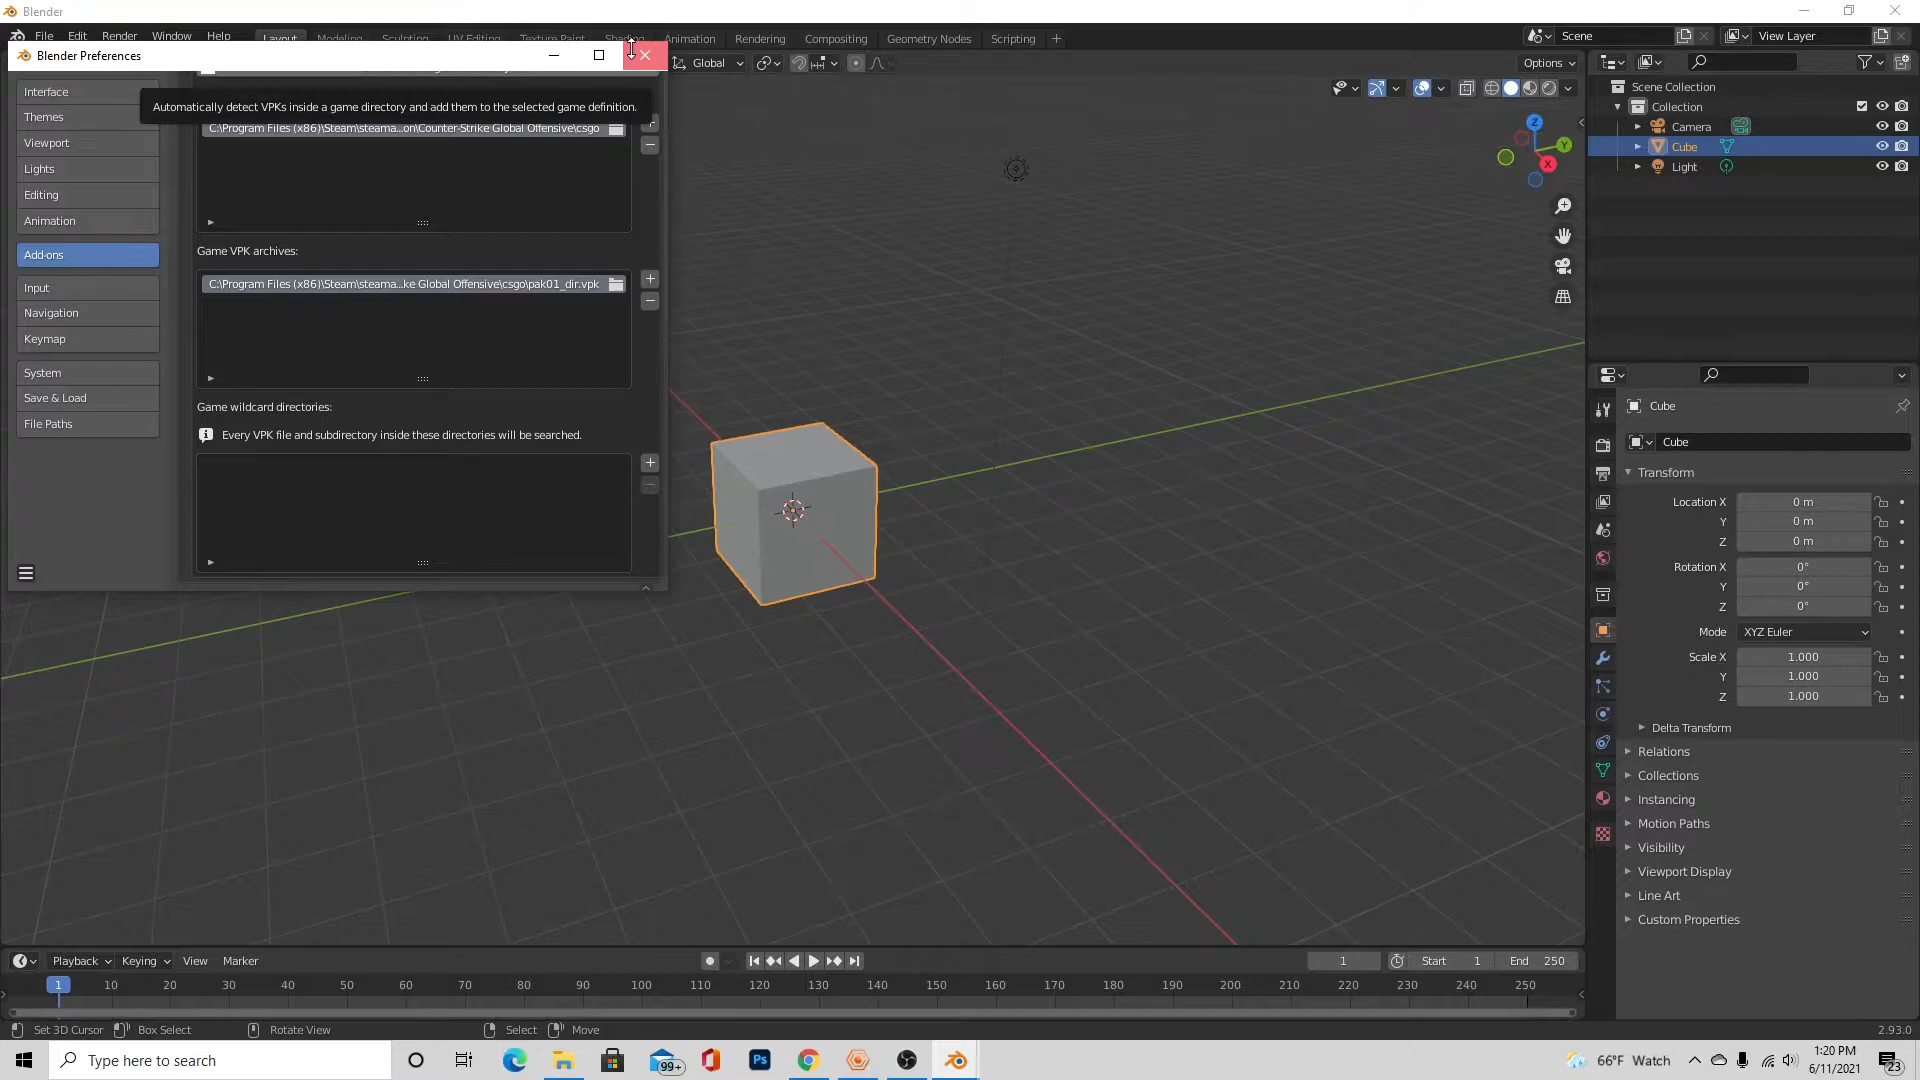 Blender
File Edit Render Window Help Layout Modeling Sculpting UV Editing Texture Paint Shading Animation Rendering Compositing Geometry Nodes Scripting +
Scene View Layer
Blender Preferences
Global
Options
Interface
Themes
Viewport
Lights
Editing
Animation
Add-ons
Input
Navigation
Keymap
System
Save & Load
File Paths
Automatically detect VPKs inside a game directory and add them to the selected game definition.
C:\Program Files (x86)\Steam\steama...on\Counter-Strike Global Offensive\csgo
Game VPK archives:
C:\Program Files (x86)\Steam\steama...ke Global Offensive\csgo\pak01_dir.vpk
Game wildcard directories:
Every VPK file and subdirectory inside these directories will be searched.
Z
Y
X
Scene Collection
Collection
Camera
Cube
Light
Cube
Cube
Transform
Location X 0 m
Y 0 m
Z 0 m
Rotation X 0°
Y 0°
Z 0°
Mode XYZ Euler
Scale X 1.000
Y 1.000
Z 1.000
Delta Transform
Relations
Collections
Instancing
Motion Paths
Visibility
Viewport Display
Line Art
Custom Properties
Playback Keying View Marker
1 Start 1 End 250
1 10 20 30 40 50 60 70 80 90 100 110 120 130 140 150 160 170 180 190 200 210 220 230 240 250
Set 3D Cursor Box Select Rotate View Select Move
2.93.0
Type here to search
99+
Ps
66°F Watch
1:20 PM
6/11/2021
23